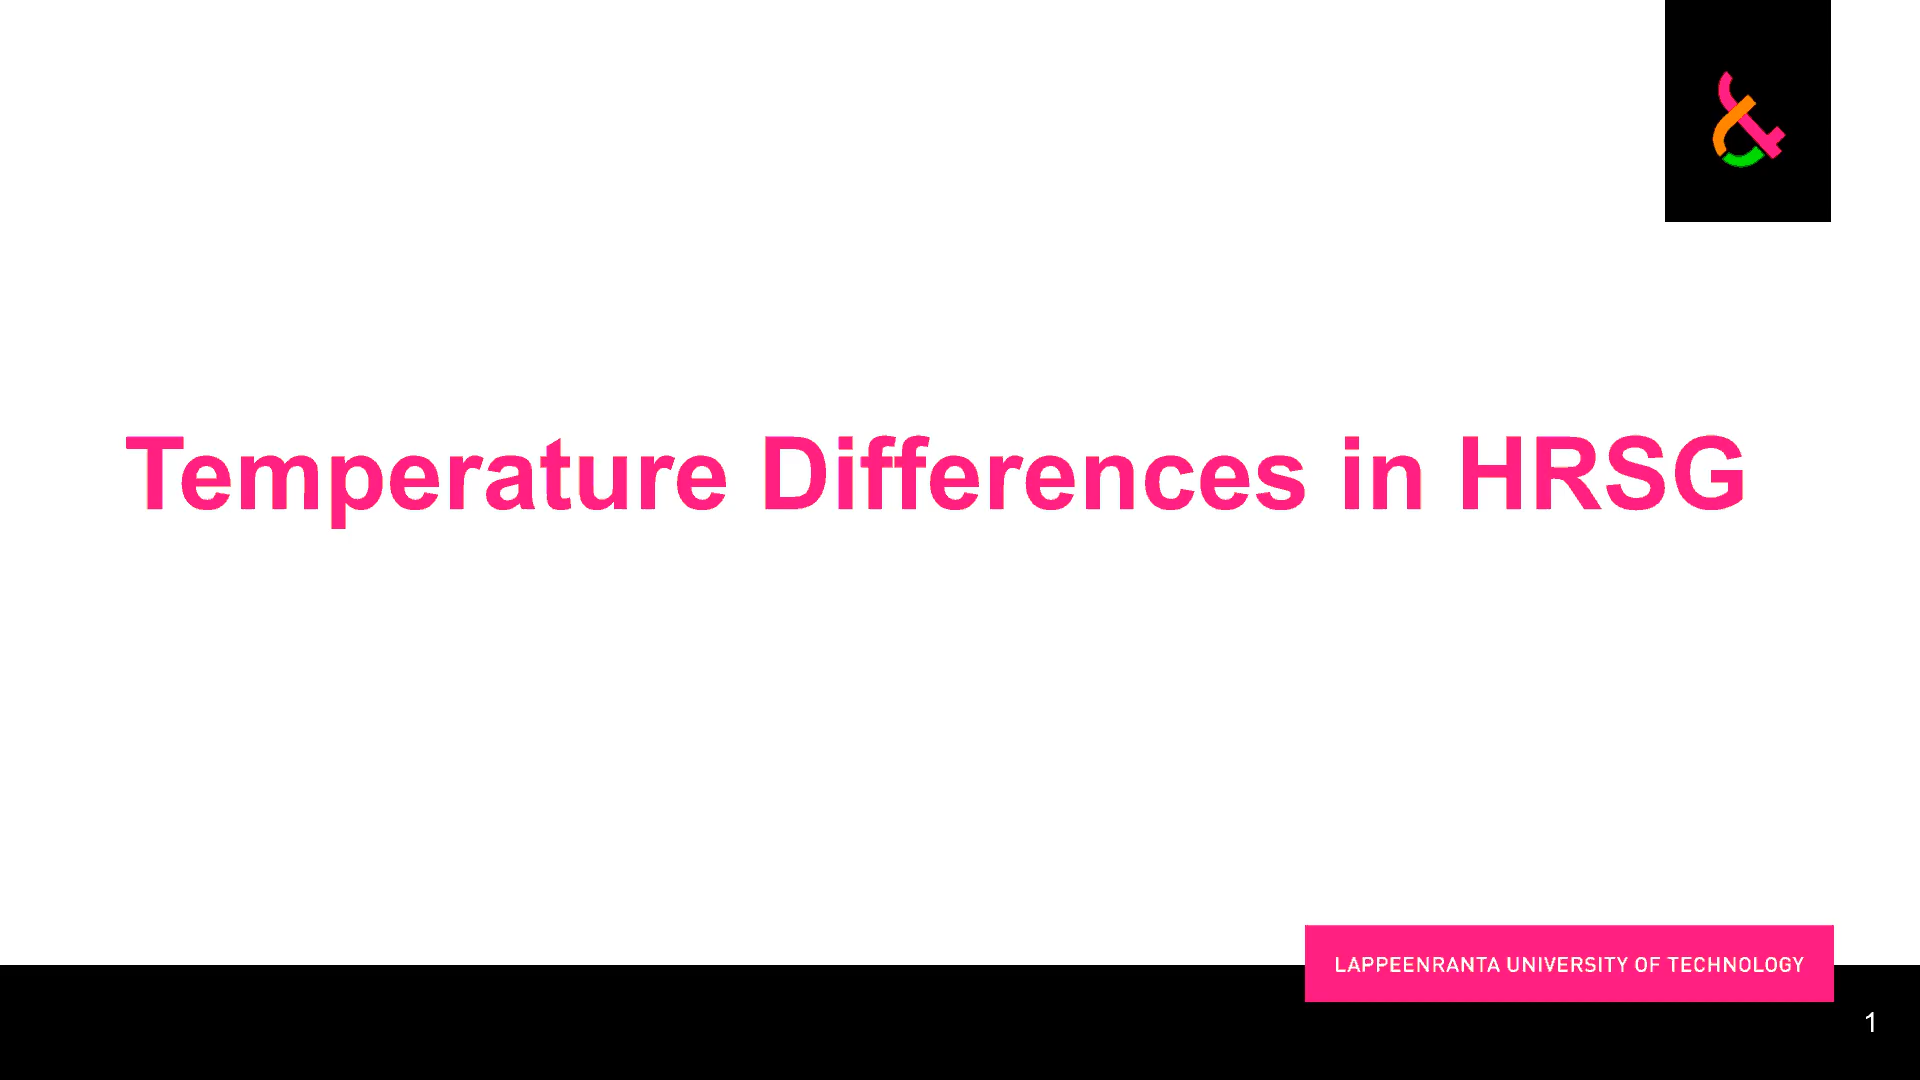 Temperature Differences in HRSG
LAPPEENRANTA UNIVERSITY OF TECHNOLOGY
1